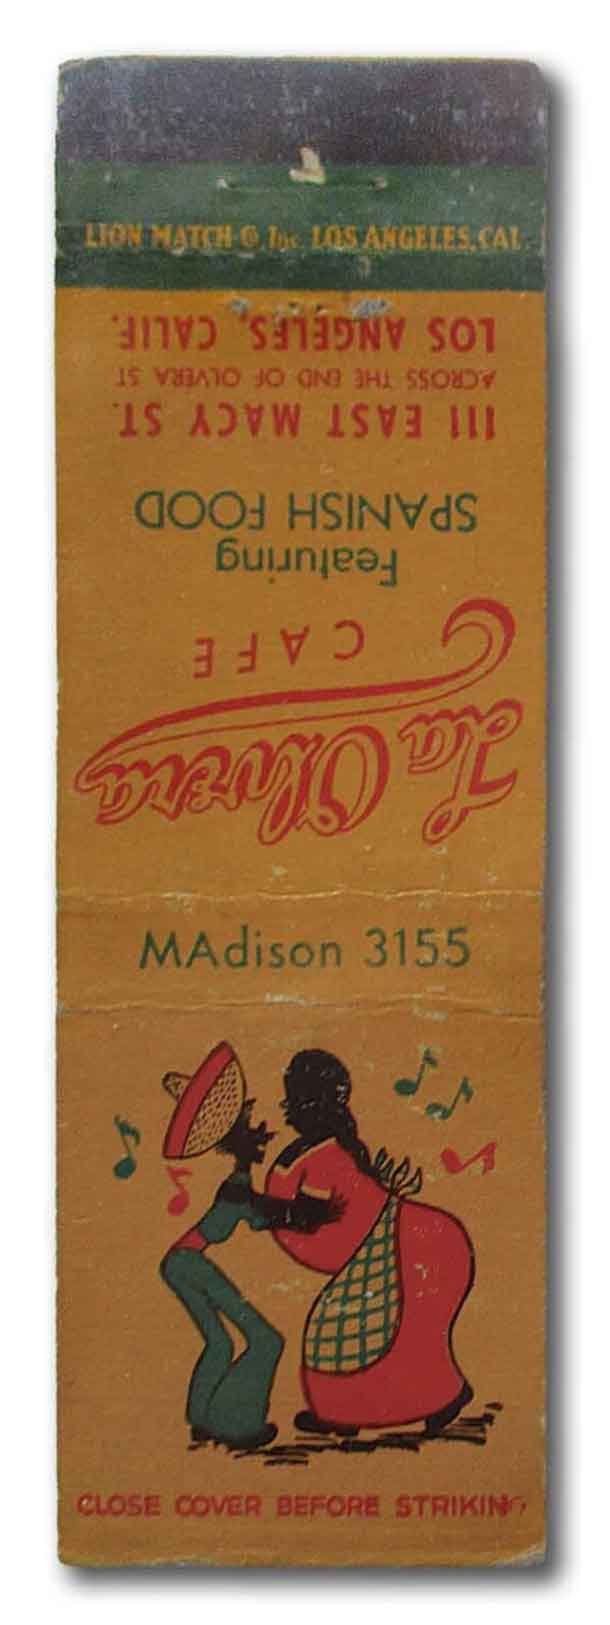 LION MATCH Co Inc. LOS ANGELES, CAL.
La Olvera
CAFE
Featuring
SPANISH FOOD
111 EAST MACY ST.
ACROSS THE END OF OLVERA ST
LOS ANGELES, CALIF.
MAdison 3155
CLOSE COVER BEFORE STRIKING